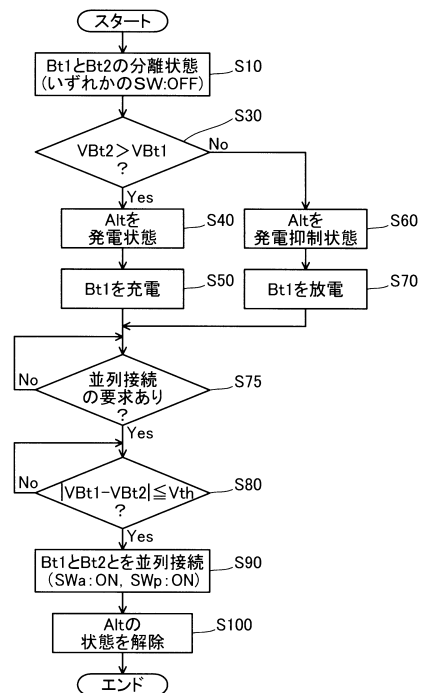 スタート
Bt1とBt2の分離状態
(いずれかのSW:OFF)
S10
S30
VBt2>VBt1
?
No
Yes
Altを
発電状態
S40
Altを
発電抑制状態
S60
Bt1を充電
S50
Bt1を放電
S70
並列接続
の要求あり
?
S75
No
Yes
|VBt1-VBt2|≦Vth
?
S80
No
Yes
Bt1とBt2とを並列接続
(SWa:ON, SWp:ON)
S90
Altの
状態を解除
S100
エンド